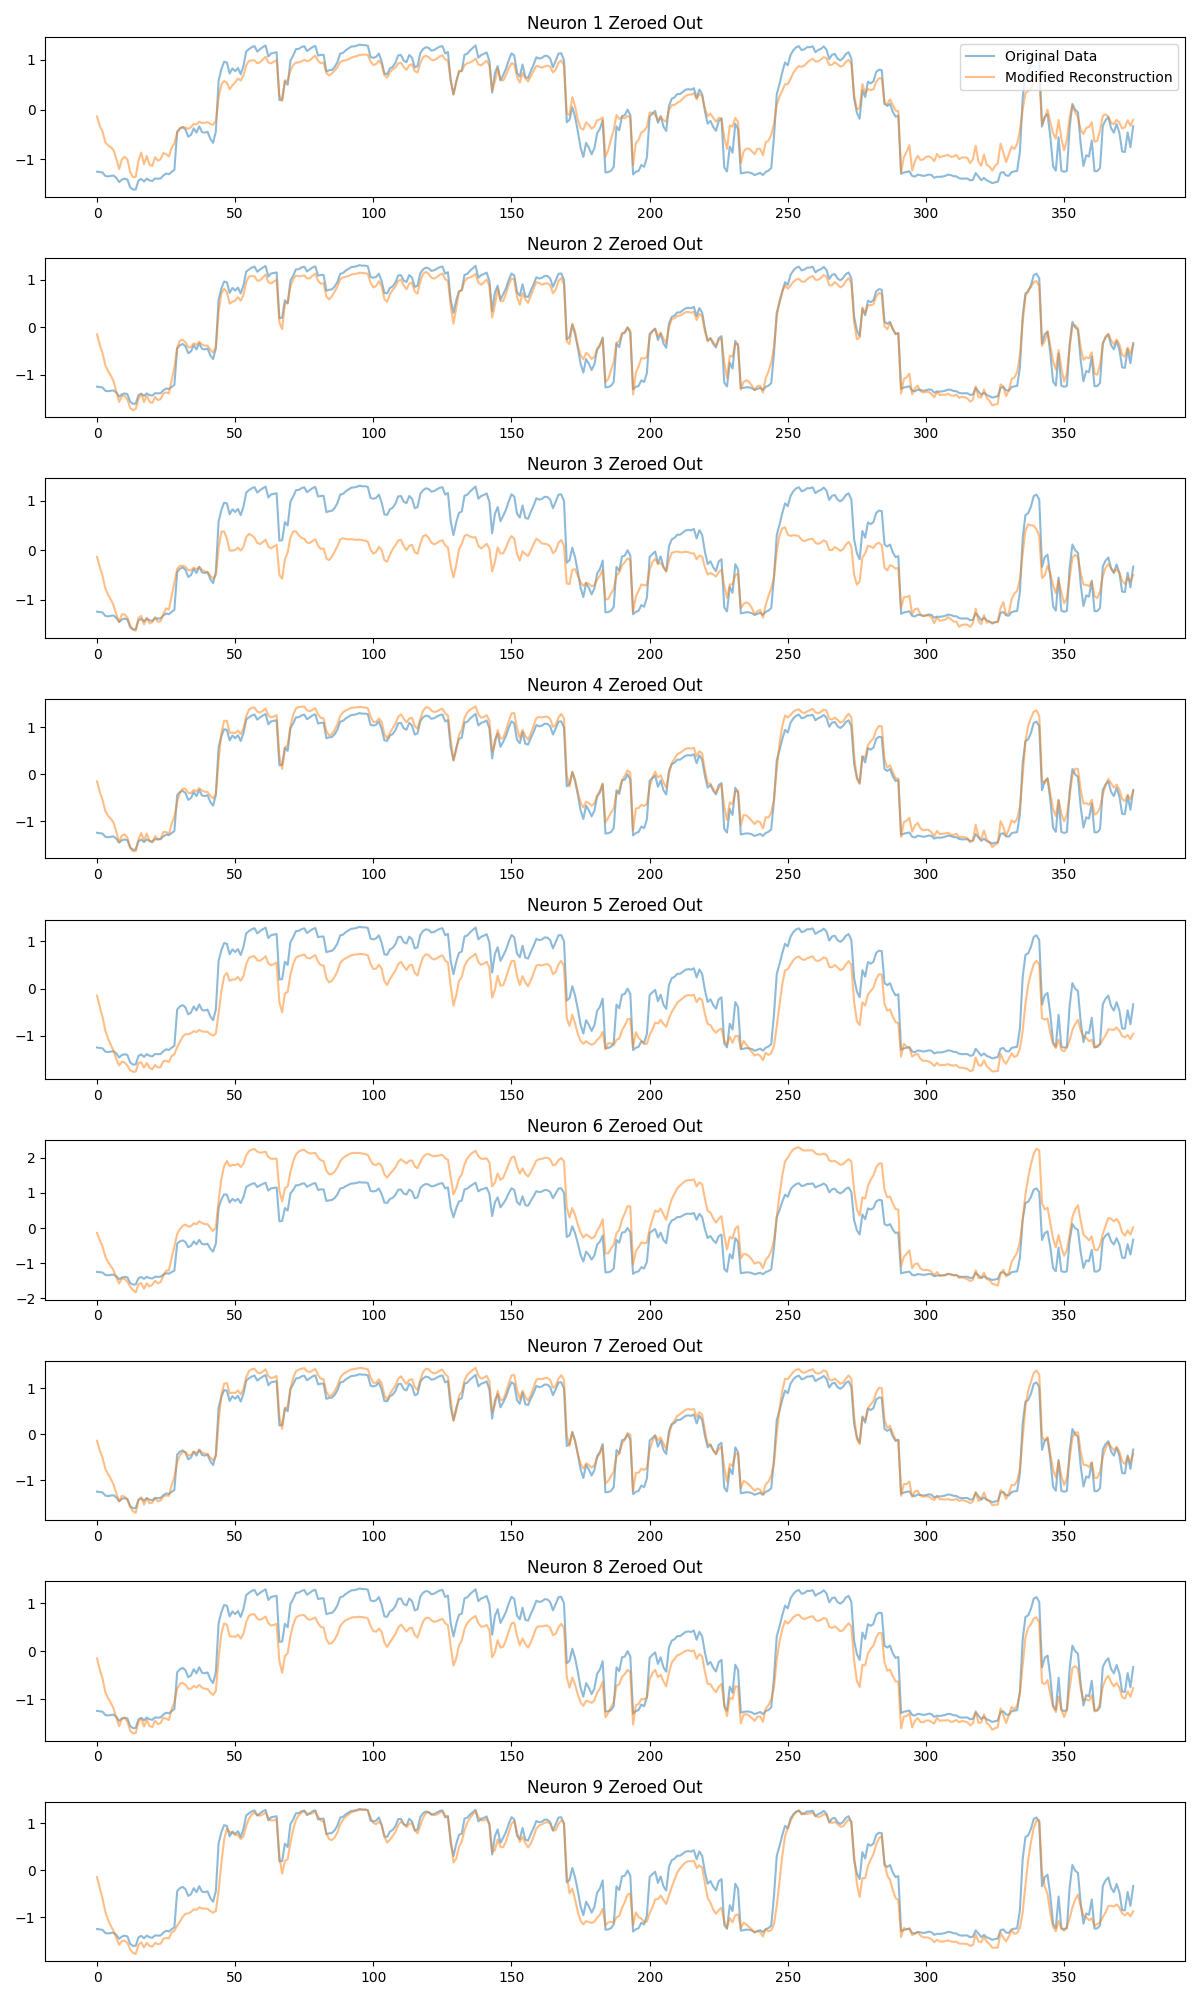 Neuron 1 Zeroed Out
Original Data
Modified Reconstruction
1
0
−1
0 50 100 150 200 250 300 350
Neuron 2 Zeroed Out
1
0
−1
0 50 100 150 200 250 300 350
Neuron 3 Zeroed Out
1
0
−1
0 50 100 150 200 250 300 350
Neuron 4 Zeroed Out
1
0
−1
0 50 100 150 200 250 300 350
Neuron 5 Zeroed Out
1
0
−1
0 50 100 150 200 250 300 350
Neuron 6 Zeroed Out
2
1
0
−1
−2
0 50 100 150 200 250 300 350
Neuron 7 Zeroed Out
1
0
−1
0 50 100 150 200 250 300 350
Neuron 8 Zeroed Out
1
0
−1
0 50 100 150 200 250 300 350
Neuron 9 Zeroed Out
1
0
−1
0 50 100 150 200 250 300 350